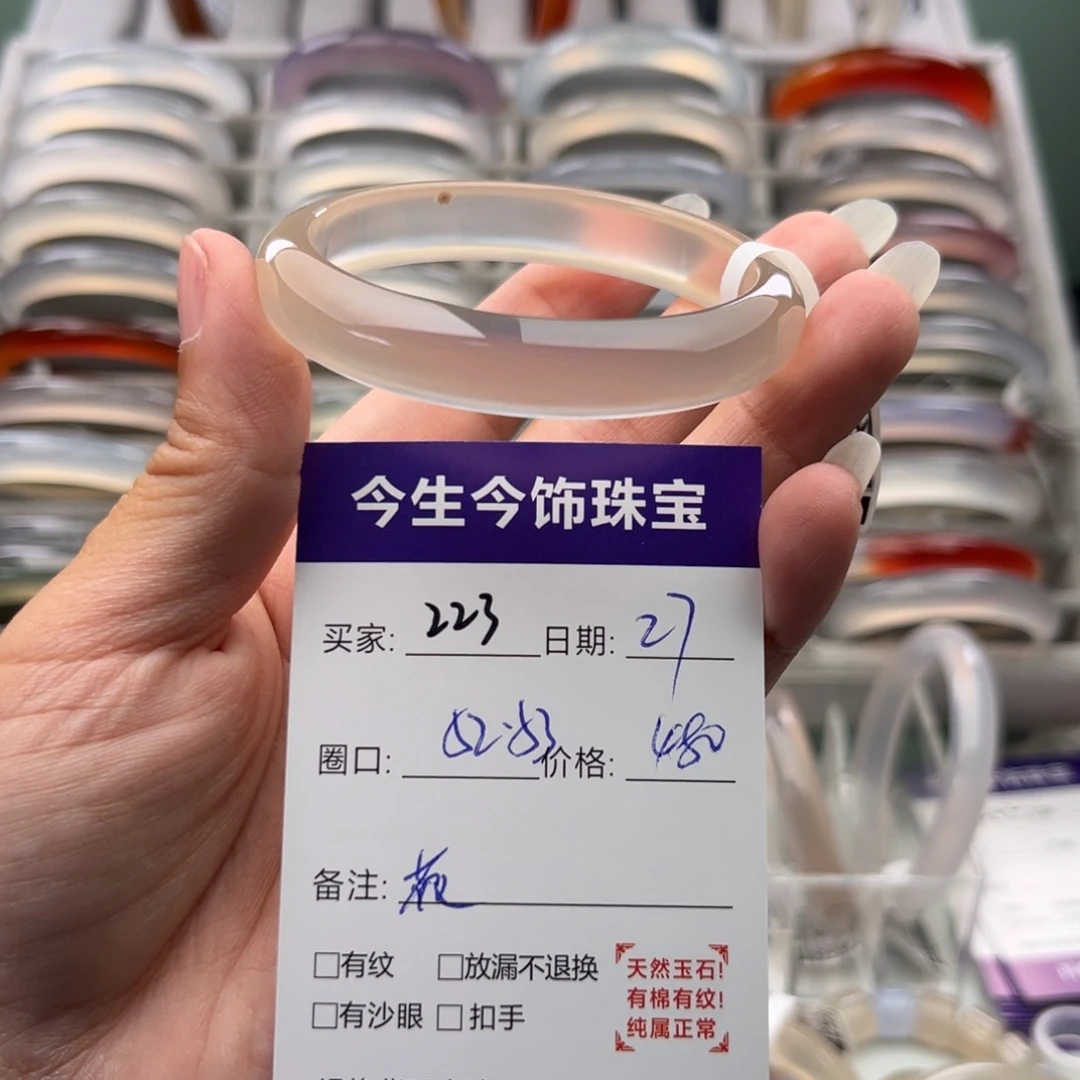 今生今饰珠宝
买家: 223 日期: 27
圈口: 52.53 价格: 480
备注:
□有纹 □放漏不退换
□有沙眼 □扣手
天然玉石!
有棉有纹!
纯属正常